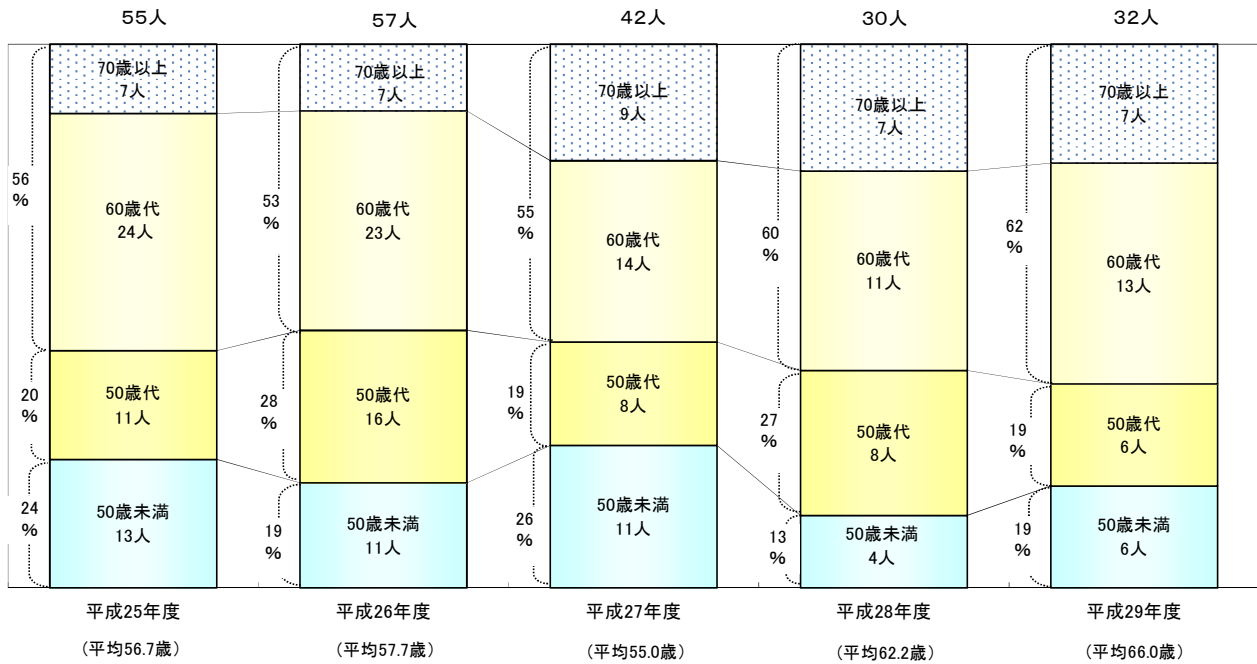 55人
57人
42人
30人
32人
70歳以上
7人
60歳代
24人
50歳代
11人
50歳未満
13人
56
%
20
%
24
%
平成25年度
（平均56.7歳）
70歳以上
7人
60歳代
23人
50歳代
16人
50歳未満
11人
53
%
28
%
19
%
平成26年度
（平均57.7歳）
70歳以上
9人
60歳代
14人
50歳代
8人
50歳未満
11人
55
%
19
%
26
%
平成27年度
（平均55.0歳）
70歳以上
7人
60歳代
11人
50歳代
8人
50歳未満
4人
60
%
27
%
13
%
平成28年度
（平均62.2歳）
70歳以上
7人
60歳代
13人
50歳代
6人
50歳未満
6人
62
%
19
%
19
%
平成29年度
（平均66.0歳）